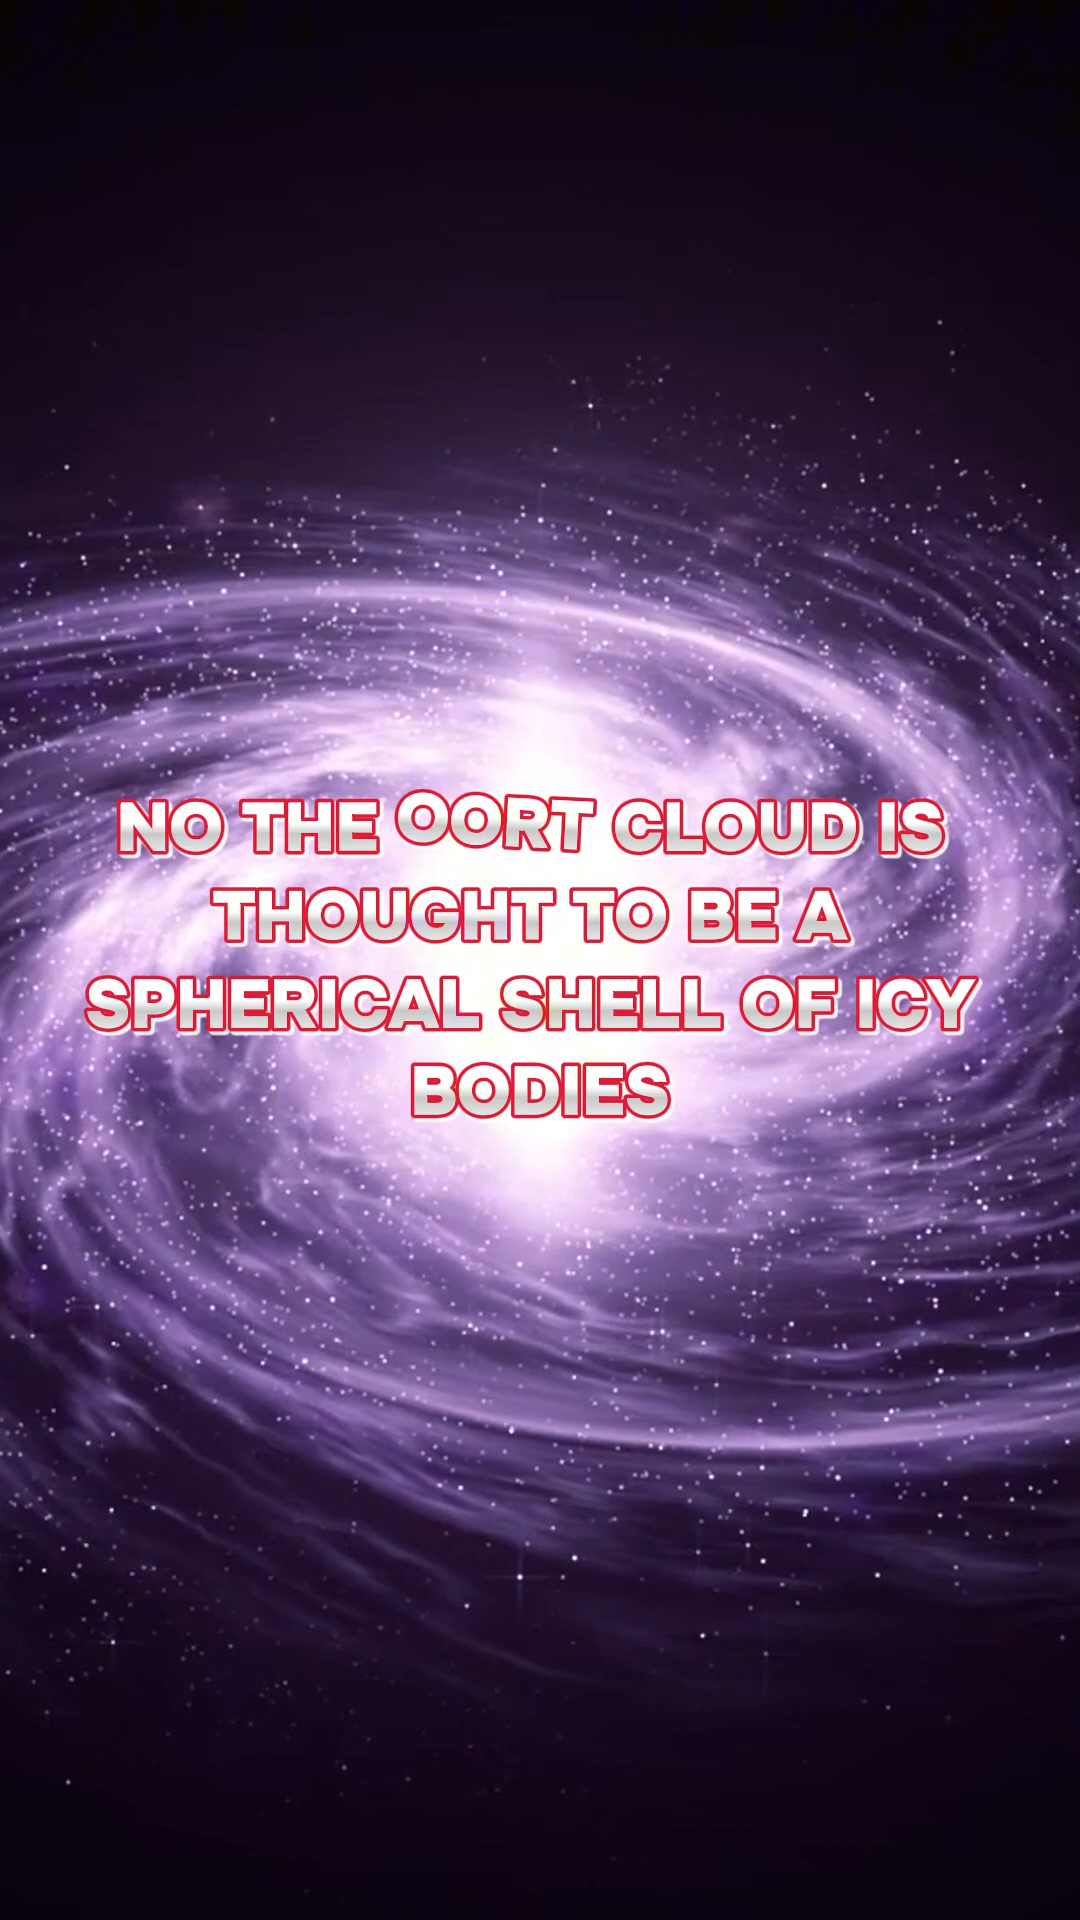 NO THE OORT CLOUD IS
THOUGHT TO BE A
SPHERICAL SHELL OF ICY
BODIES